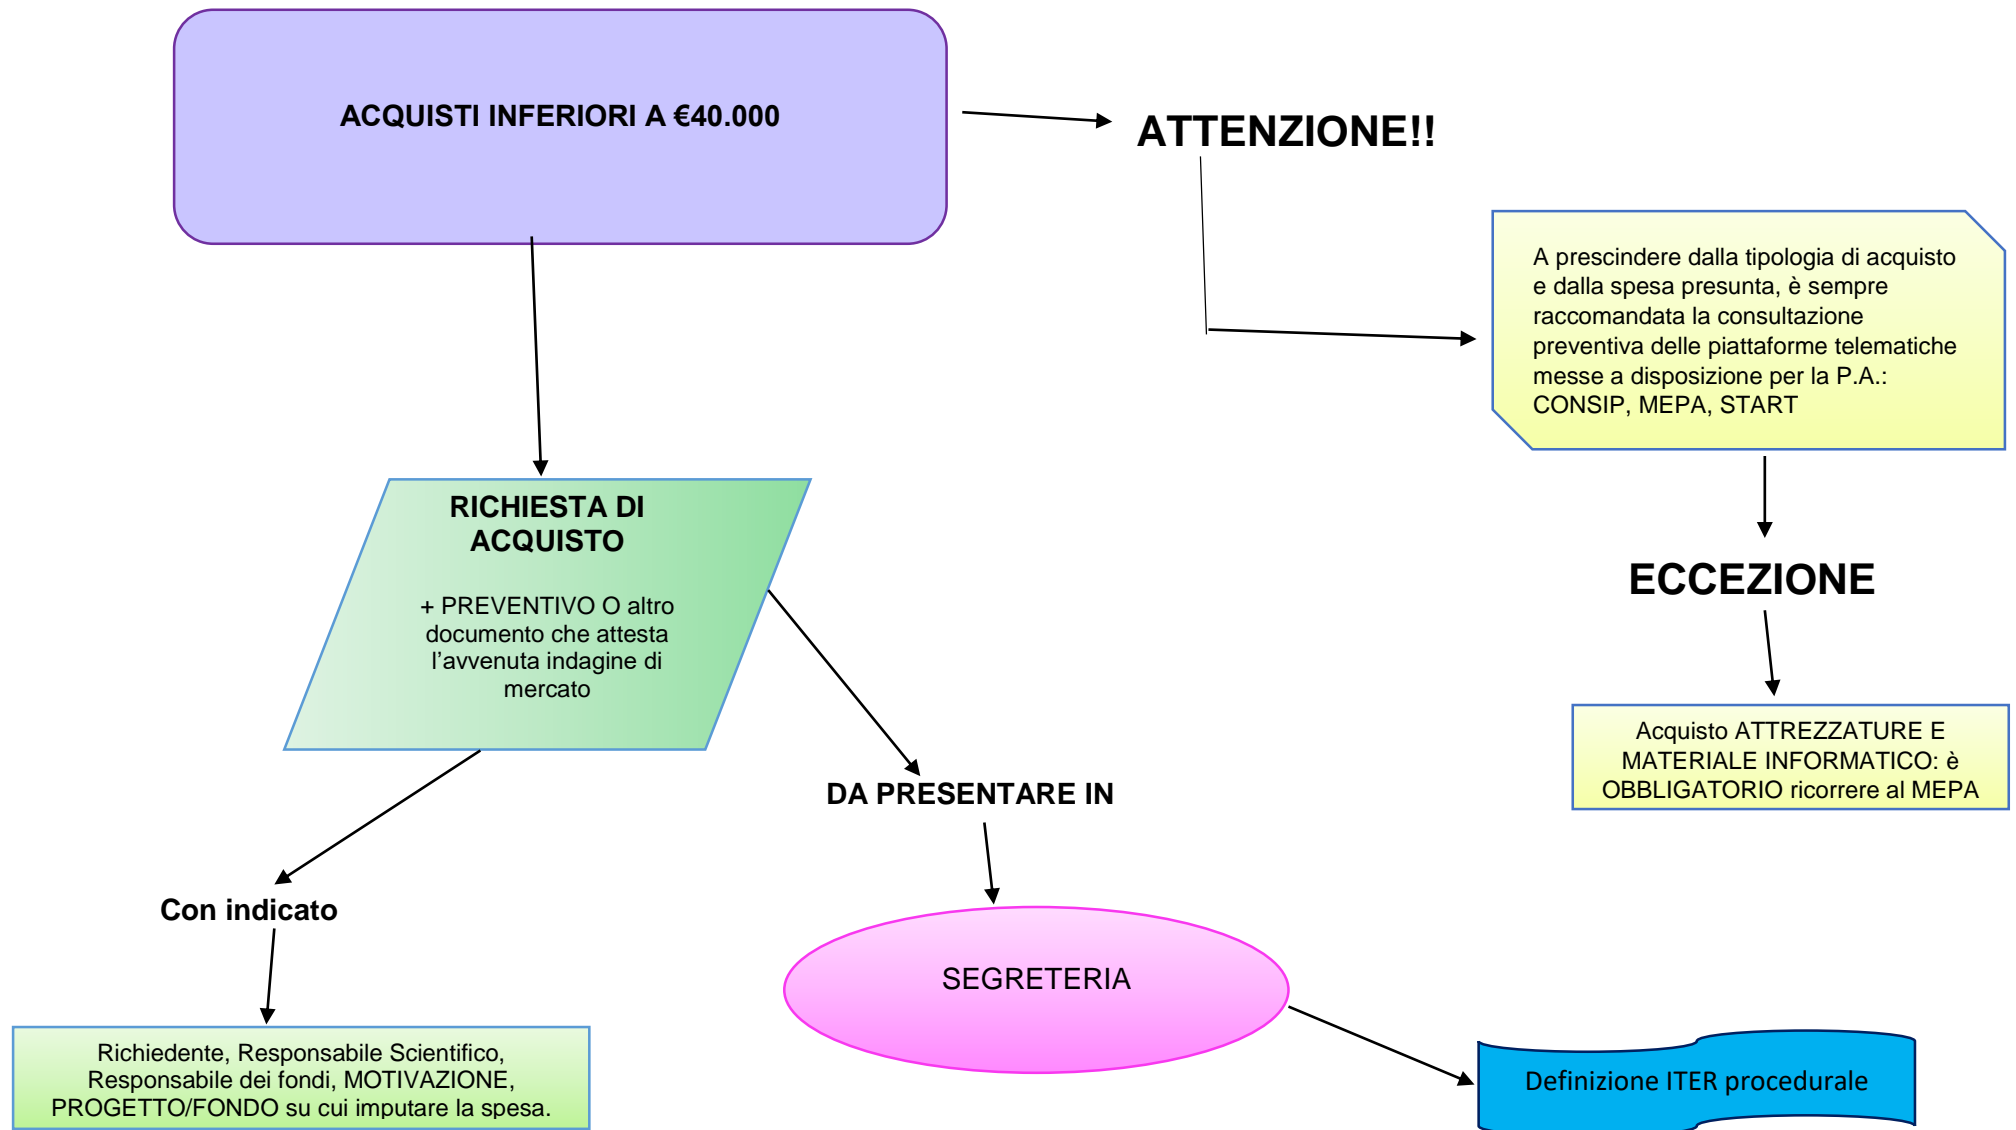 ACQUISTI INFERIORI A €40.000
ATTENZIONE!!
A prescindere dalla tipologia di acquisto
e dalla spesa presunta, è sempre
raccomandata la consultazione
preventiva delle piattaforme telematiche
messe a disposizione per la P.A.:
CONSIP, MEPA, START
ECCEZIONE
Acquisto ATTREZZATURE E
MATERIALE INFORMATICO: è
OBBLIGATORIO ricorrere al MEPA
RICHIESTA DI
ACQUISTO
+ PREVENTIVO O altro
documento che attesta
l’avvenuta indagine di
mercato
DA PRESENTARE IN
Con indicato
SEGRETERIA
Richiedente, Responsabile Scientifico,
Responsabile dei fondi, MOTIVAZIONE,
PROGETTO/FONDO su cui imputare la spesa.
Definizione ITER procedurale